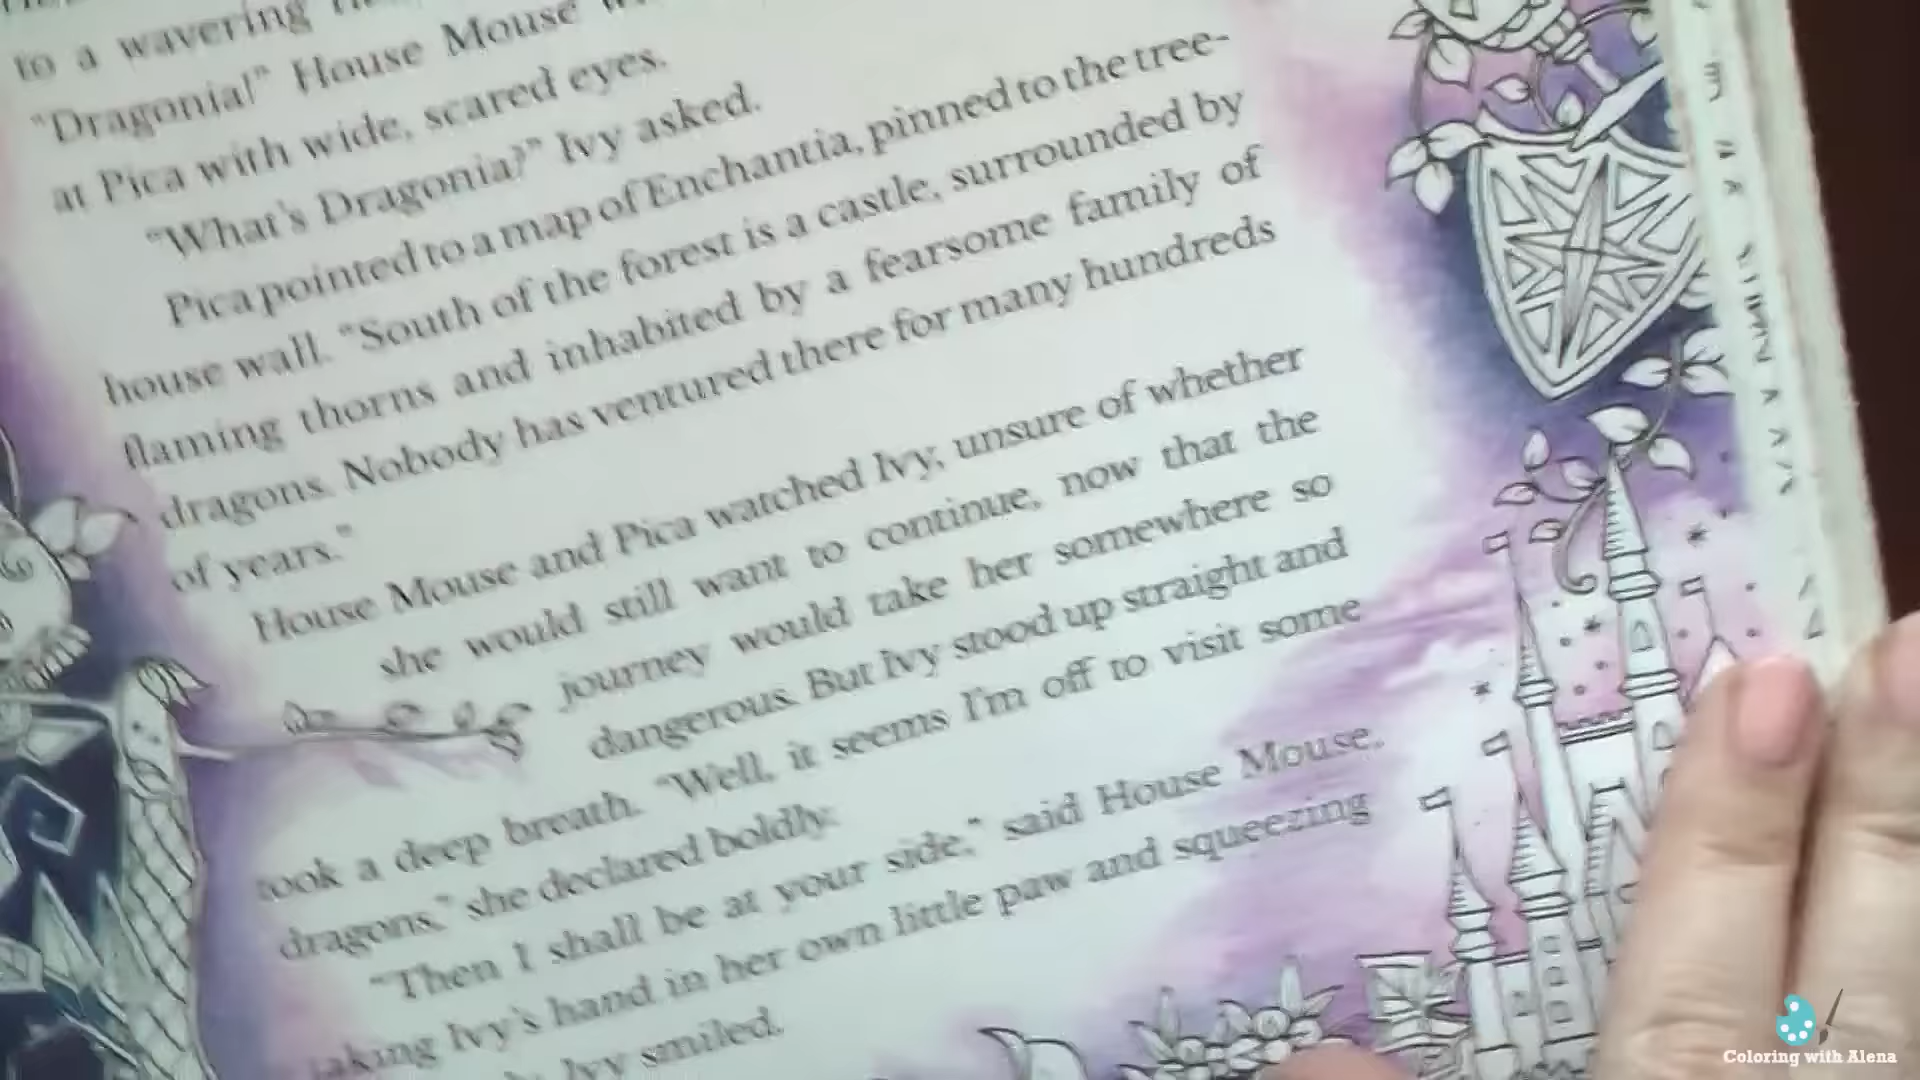 to a wavering
"Dragonia!" House Mouse
at Pica with wide, scared eyes.
"What's Dragonia?" Ivy asked.
Pica pointed to a map of Enchantia, pinned to the tree-
house wall. "South of the forest is a castle, surrounded by
flaming thorns and inhabited by a fearsome family of
dragons. Nobody has ventured there for many hundreds
of years."
House Mouse and Pica watched Ivy, unsure of whether
she would still want to continue, now that the
journey would take her somewhere so
dangerous. But Ivy stood up straight and
took a deep breath. "Well, it seems I'm off to visit some
dragons," she declared boldly.
"Then I shall be at your side," said House Mouse,
taking Ivy's hand in her own little paw and squeezing
Ivy smiled.
Coloring with Alena